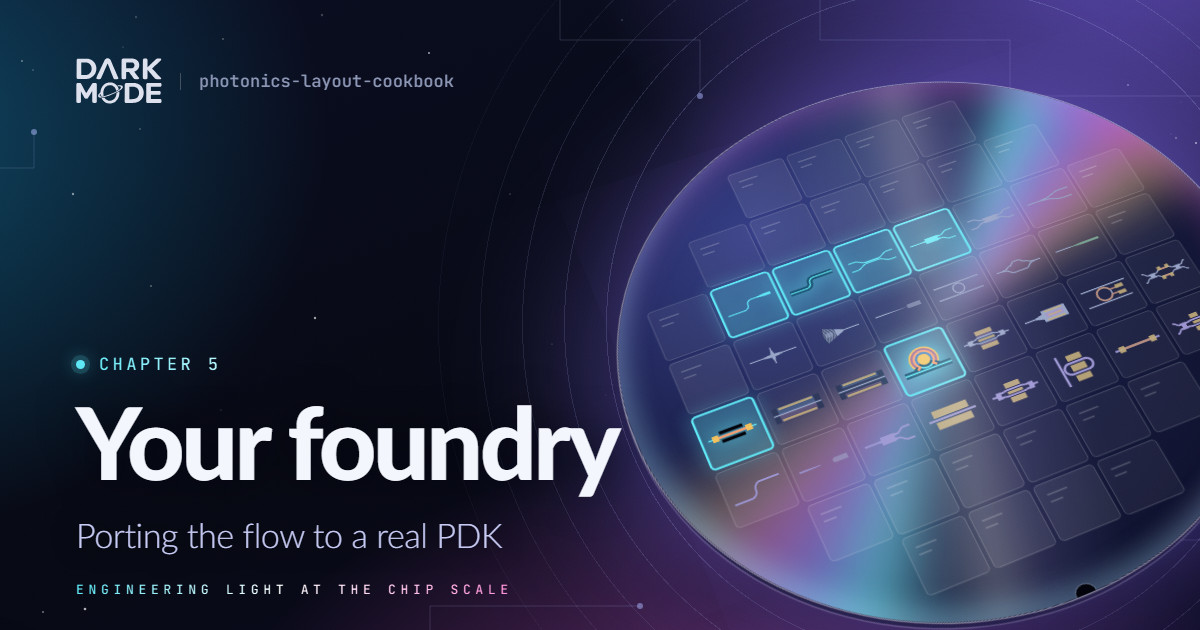 DARK
MODE
photonics-layout-cookbook
CHAPTER 5
Your foundry
Porting the flow to a real PDK
ENGINEERING LIGHT AT THE CHIP SCALE